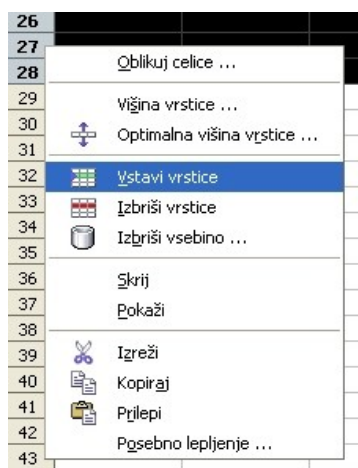 26
27
28
29
30
31
32
33
34
35
36
37
38
39
40
41
42
43
Oblikuj celice ...
Višina vrstice ...
Optimalna višina vrstice ...
Vstavi vrstice
Izbriši vrstice
Izbriši vsebino ...
Skrij
Pokaži
Izreži
Kopiraj
Prilepi
Posebno lepljenje ...